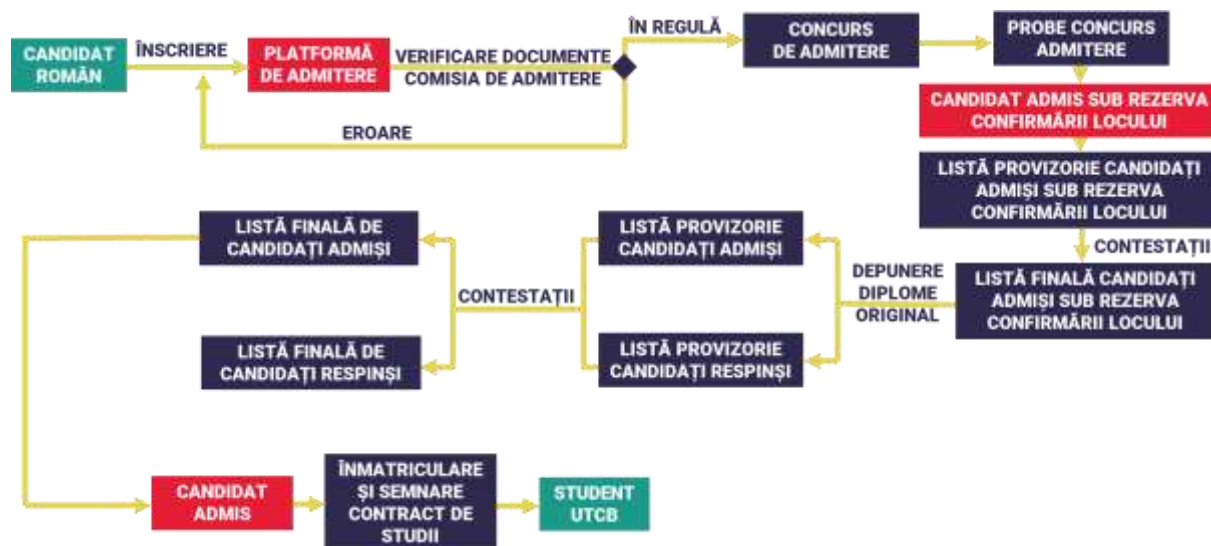 CANDIDAT
ROMÂN
ÎNSCRIERE
PLATFORMĂ
DE ADMITERE
VERIFICARE DOCUMENTE
COMISIA DE ADMITERE
ÎN REGULĂ
CONCURS
DE ADMITERE
PROBE CONCURS
ADMITERE
EROARE
CANDIDAT ADMIS SUB REZERVA
CONFIRMĂRII LOCULUI
LISTĂ PROVIZORIE CANDIDAȚI
ADMIȘI SUB REZERVA
CONFIRMĂRII LOCULUI
CONTESTAȚII
LISTĂ FINALĂ CANDIDAȚI
ADMIȘI SUB REZERVA
CONFIRMĂRII LOCULUI
DEPUNERE
DIPLOME
ORIGINAL
LISTĂ PROVIZORIE
CANDIDAȚI ADMIȘI
LISTĂ PROVIZORIE
CANDIDAȚI RESPINȘI
CONTESTAȚII
LISTĂ FINALĂ DE
CANDIDAȚI ADMIȘI
LISTĂ FINALĂ DE
CANDIDAȚI RESPINȘI
CANDIDAT
ADMIS
ÎNMATRICULARE
ȘI SEMNARE
CONTRACT DE
STUDII
STUDENT
UTCB